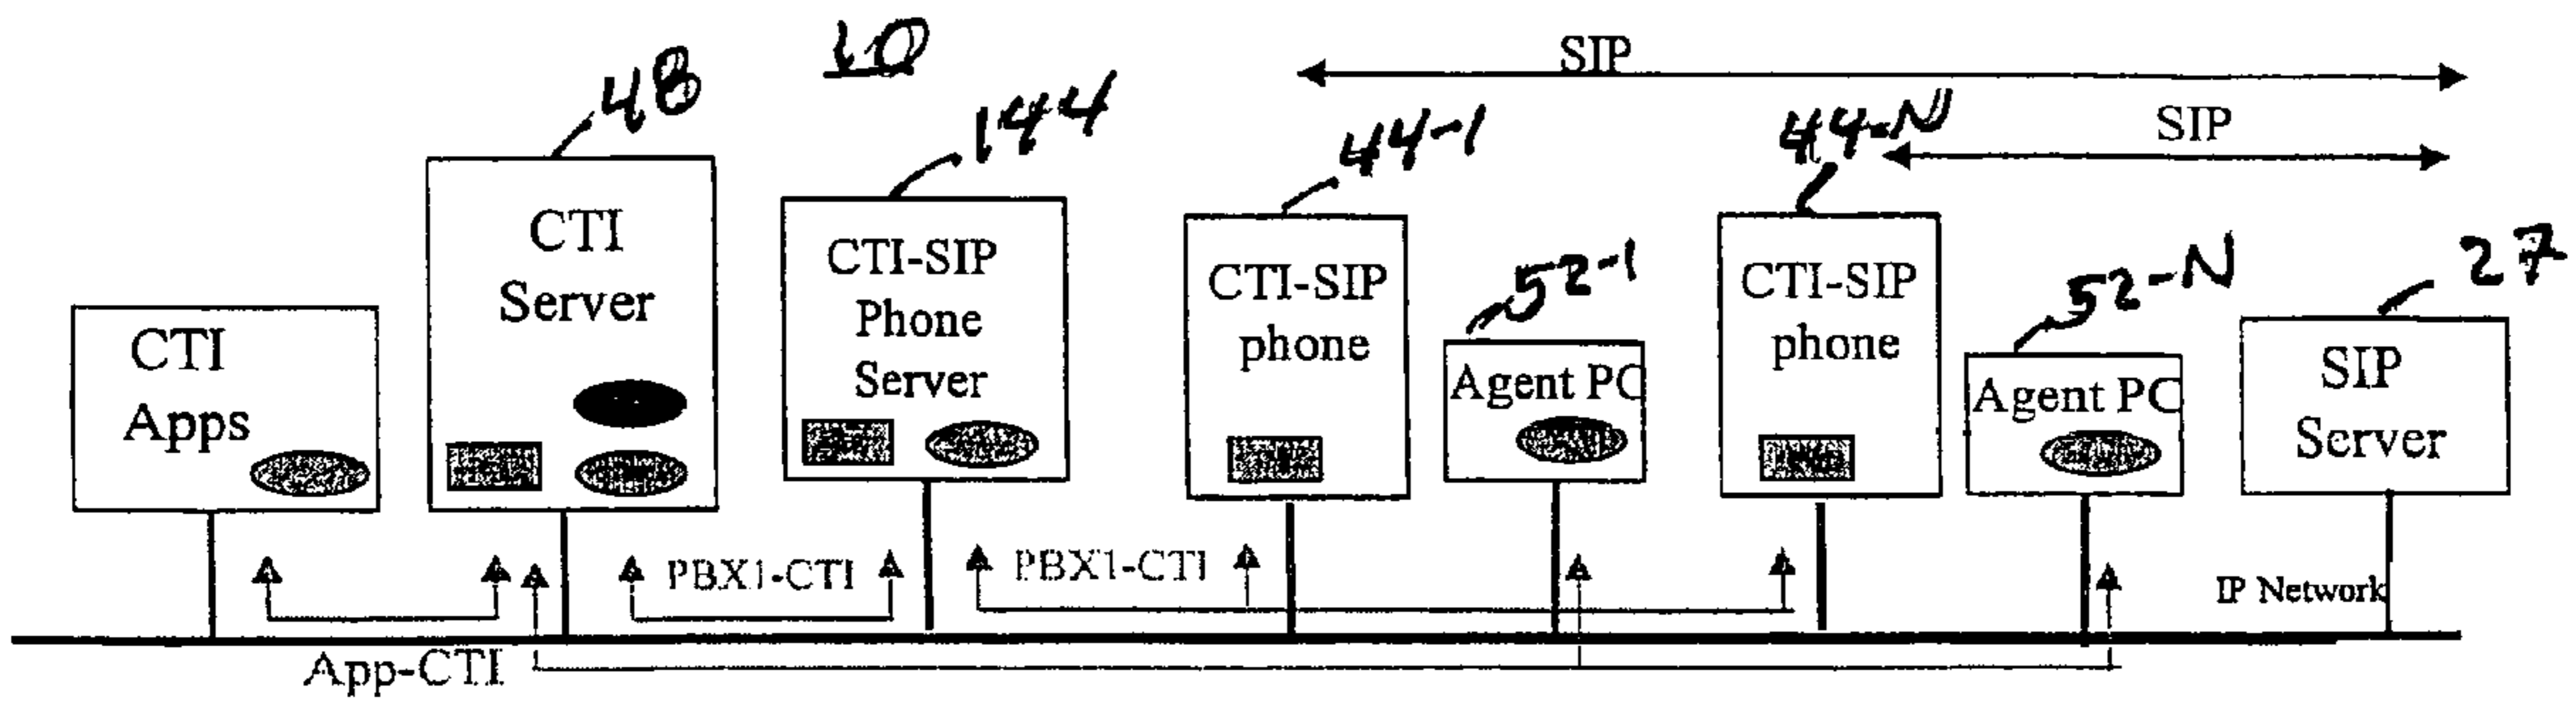 10
SIP
48
144
44-1
44-N
SIP
52-1
52-N
27
CTI
Server
CTI-SIP
Phone
Server
CTI-SIP
phone
CTI-SIP
phone
CTI
Apps
Agent PC
Agent PC
SIP
Server
PBX1-CTI
PBX1-CTI
IP Network
App-CTI